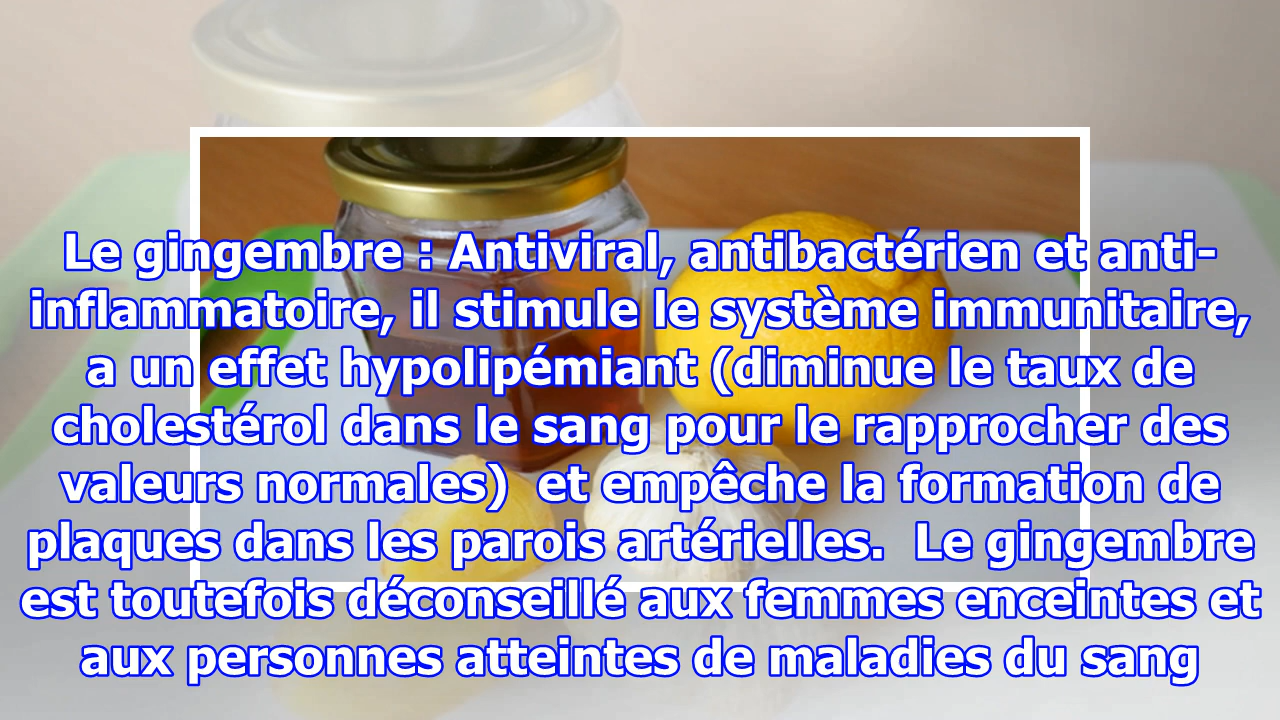 Le gingembre : Antiviral, antibactérien et anti-
inflammatoire, il stimule le système immunitaire,
a un effet hypolipémiant (diminue le taux de
cholestérol dans le sang pour le rapprocher des
valeurs normales)  et empêche la formation de
plaques dans les parois artérielles.  Le gingembre
est toutefois déconseillé aux femmes enceintes et
aux personnes atteintes de maladies du sang